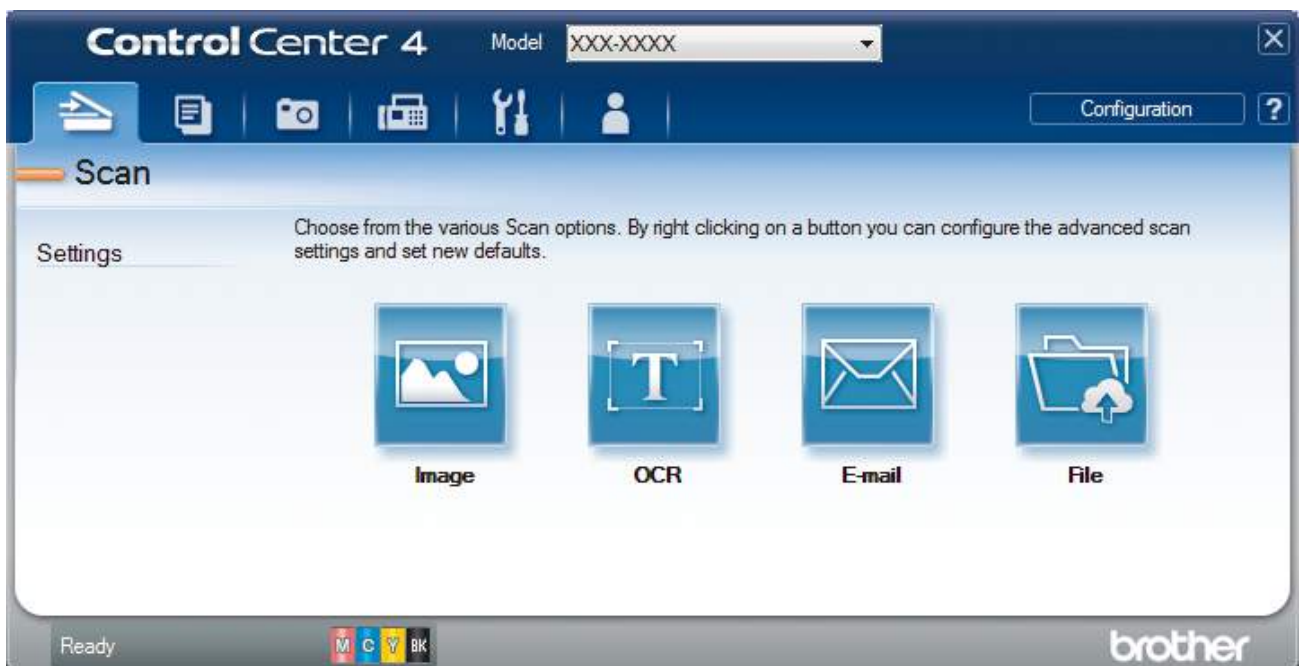 Control Center 4
Model XXX-XXXX
Configuration ?
Scan
Settings
Choose from the various Scan options. By right clicking on a button you can configure the advanced scan
settings and set new defaults.
T
Image OCR E-mail File
Ready M C Y BK brother